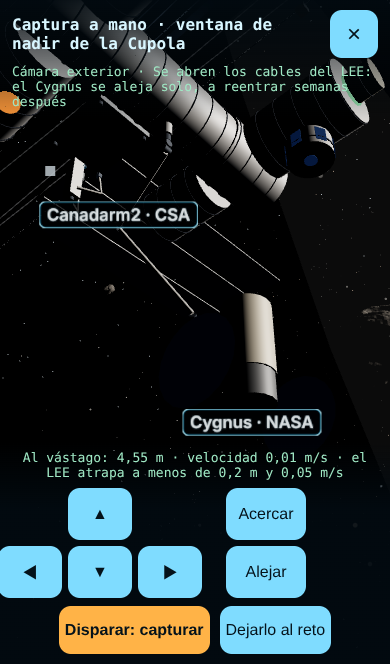 Captura a mano · ventana de
nadir de la Cupola
✕
Cámara exterior · Se abren los cables del LEE:
el Cygnus se aleja solo, a reentrar semanas
después
Canadarm2 · CSA
Cygnus · NASA
Al vástago: 4,55 m · velocidad 0,01 m/s · el
LEE atrapa a menos de 0,2 m y 0,05 m/s
▲
Acercar
◀ ▼ ▶
Alejar
Disparar: capturar
Dejarlo al reto